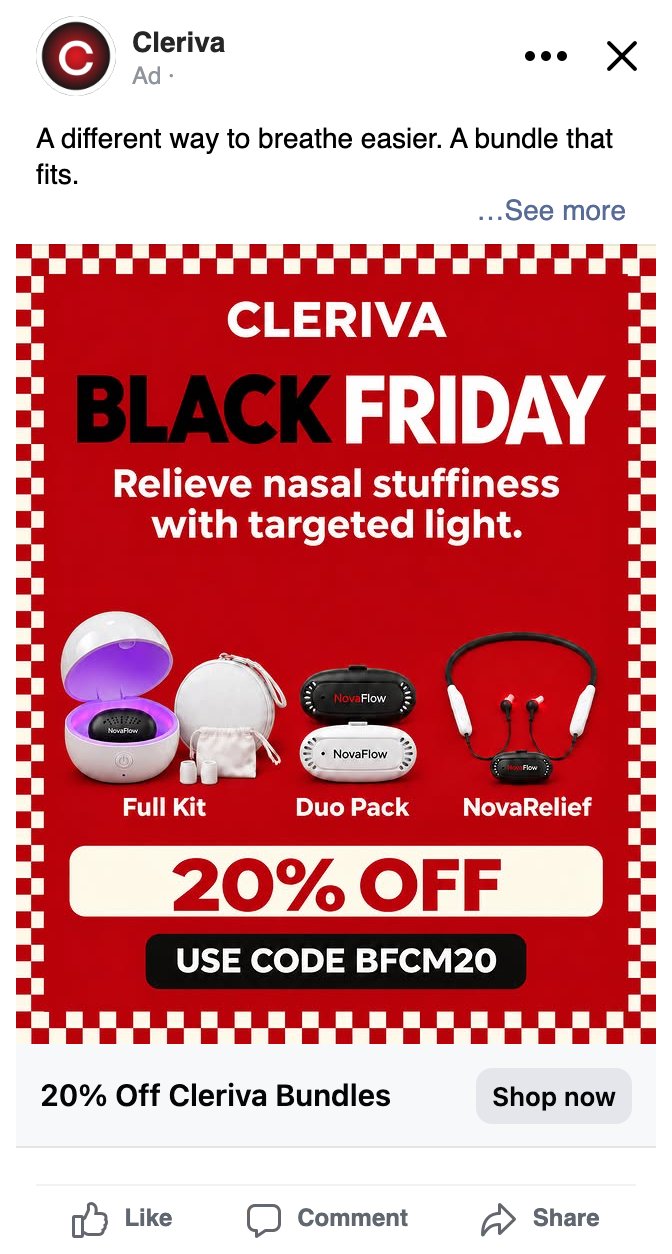 C
Cleriva
Ad ·
A different way to breathe easier. A bundle that
fits.
...See more
CLERIVA
BLACK FRIDAY
Relieve nasal stuffiness
with targeted light.
NovaFlow
NovaFlow
NovaFlow
NovaFlow
Full Kit
Duo Pack
NovaRelief
20% OFF
USE CODE BFCM20
20% Off Cleriva Bundles
Shop now
Like
Comment
Share